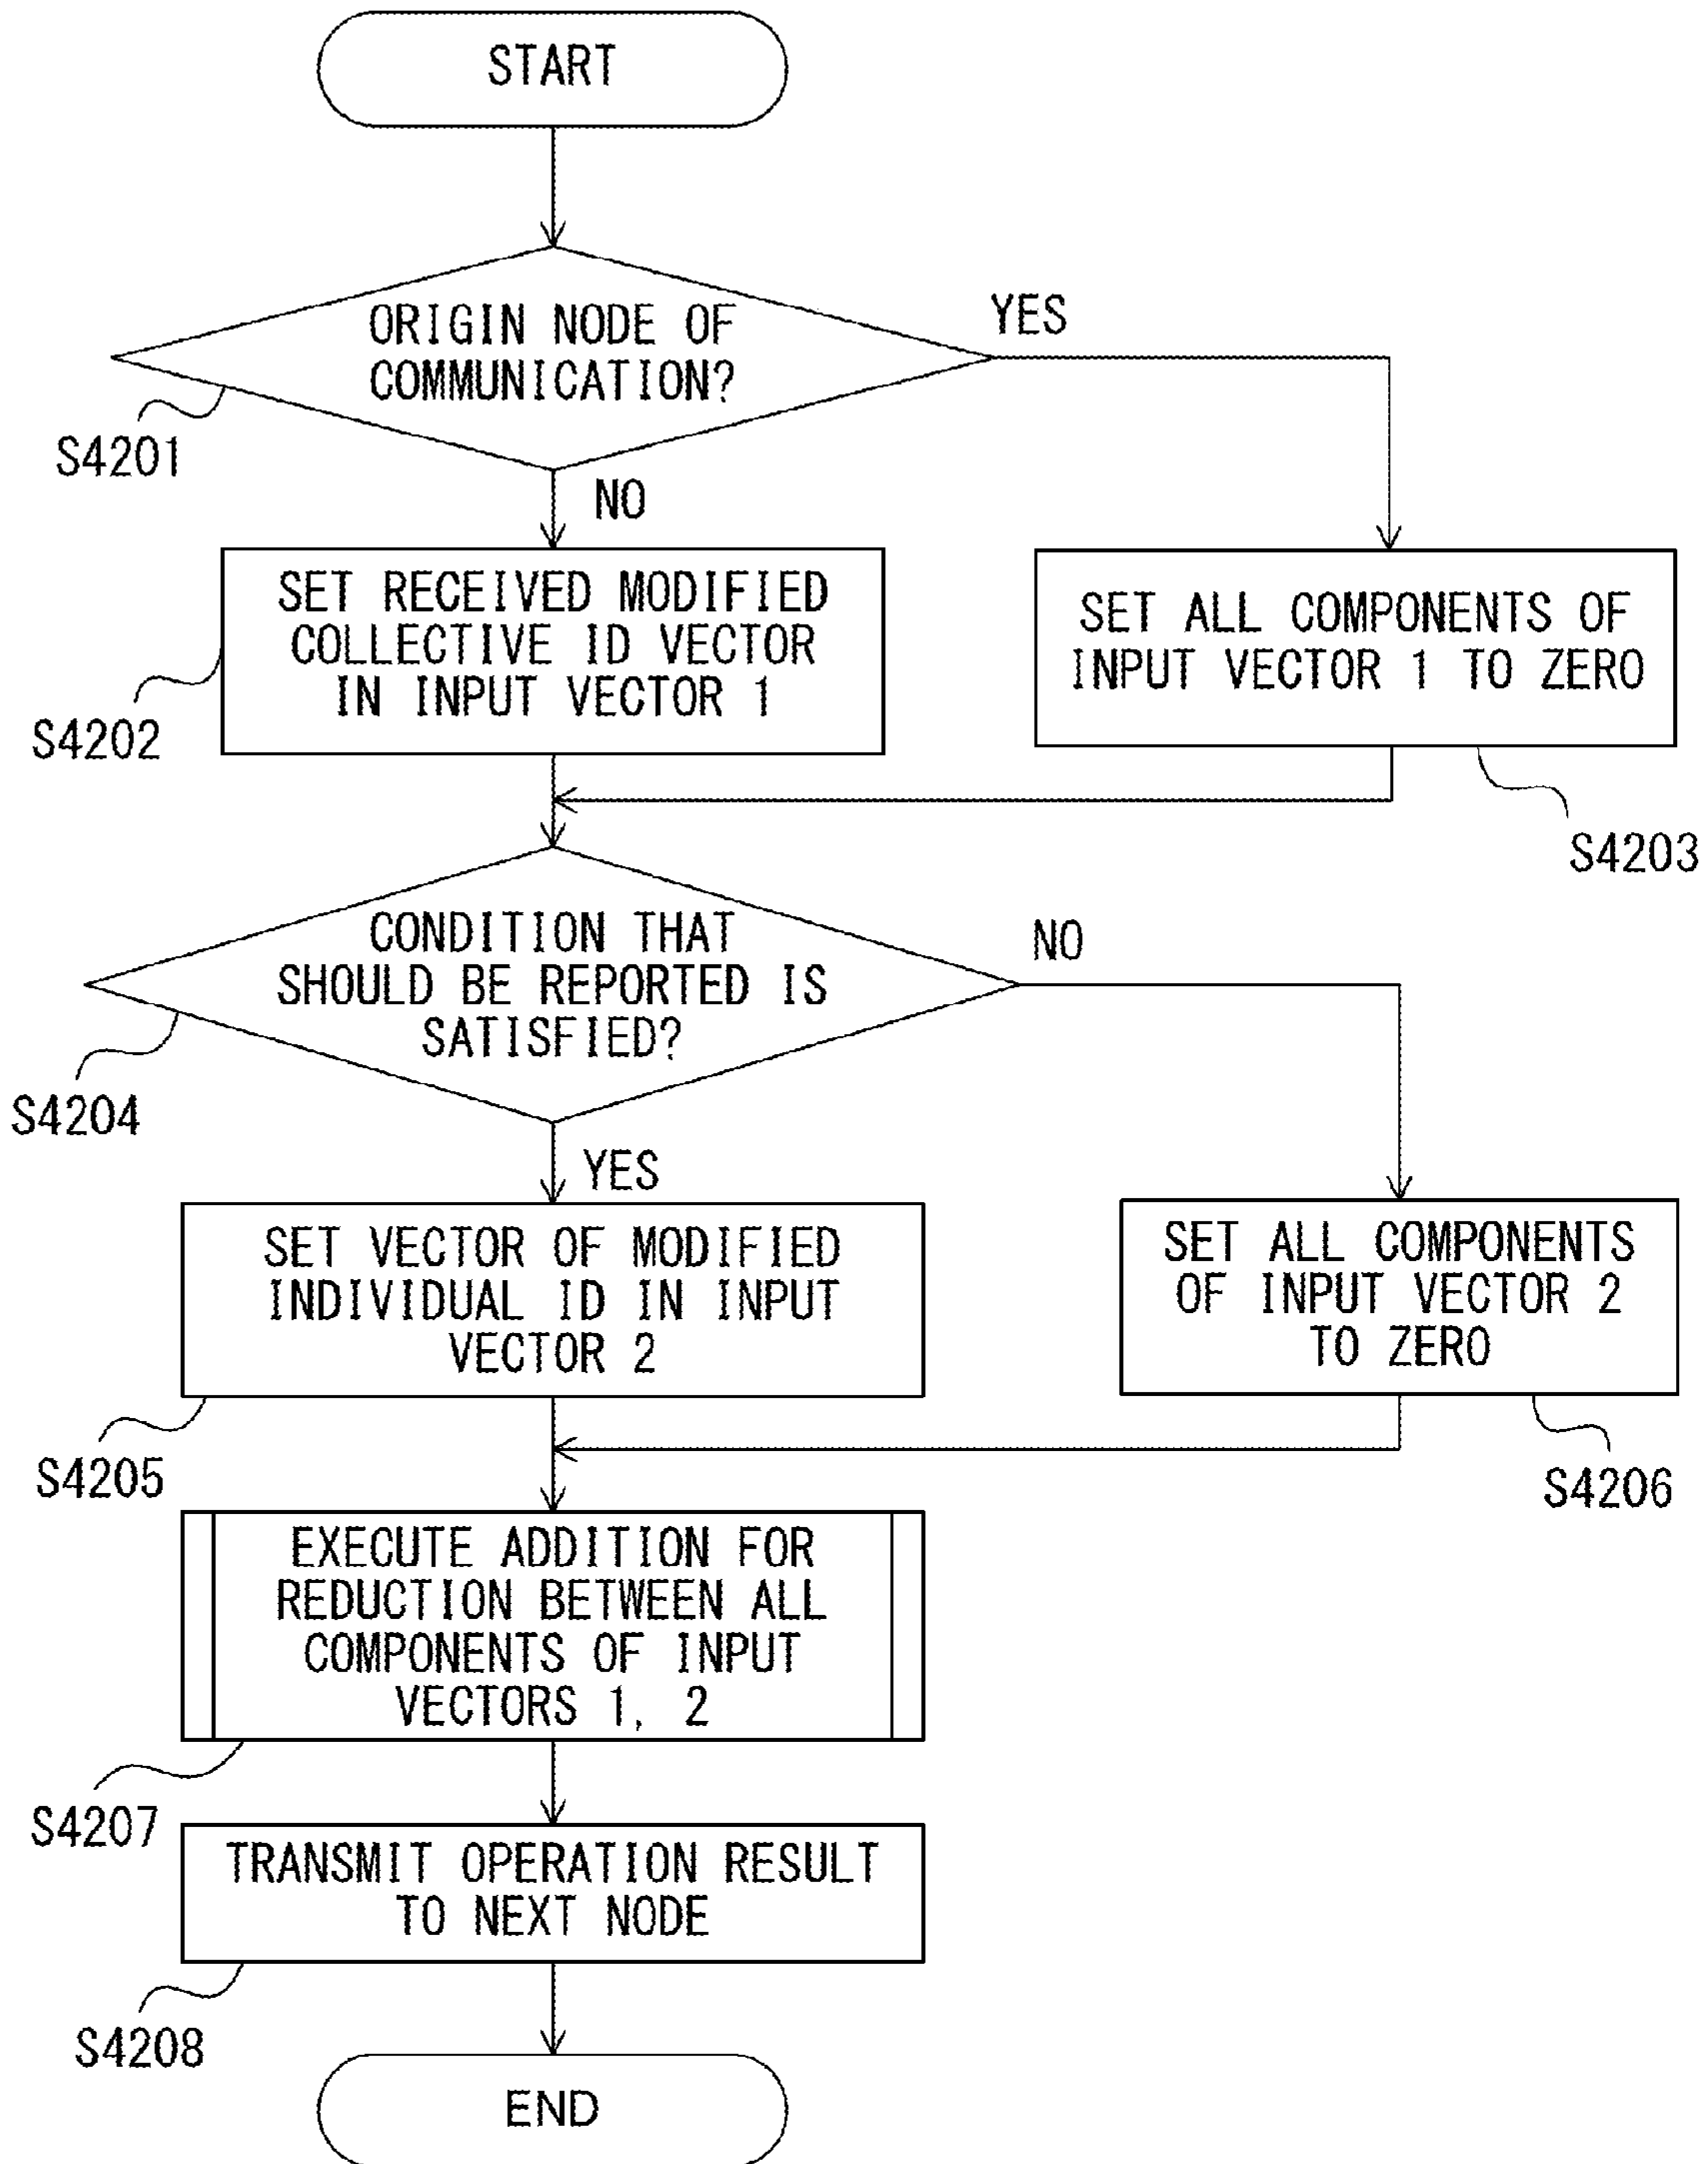 START
ORIGIN NODE OF
COMMUNICATION?
YES
S4201
NO
SET RECEIVED MODIFIED
COLLECTIVE ID VECTOR
IN INPUT VECTOR 1
S4202
SET ALL COMPONENTS OF
INPUT VECTOR 1 TO ZERO
S4203
CONDITION THAT
SHOULD BE REPORTED IS
SATISFIED?
NO
S4204
YES
SET VECTOR OF MODIFIED
INDIVIDUAL ID IN INPUT
VECTOR 2
S4205
SET ALL COMPONENTS
OF INPUT VECTOR 2
TO ZERO
S4206
EXECUTE ADDITION FOR
REDUCTION BETWEEN ALL
COMPONENTS OF INPUT
VECTORS 1, 2
S4207
TRANSMIT OPERATION RESULT
TO NEXT NODE
S4208
END